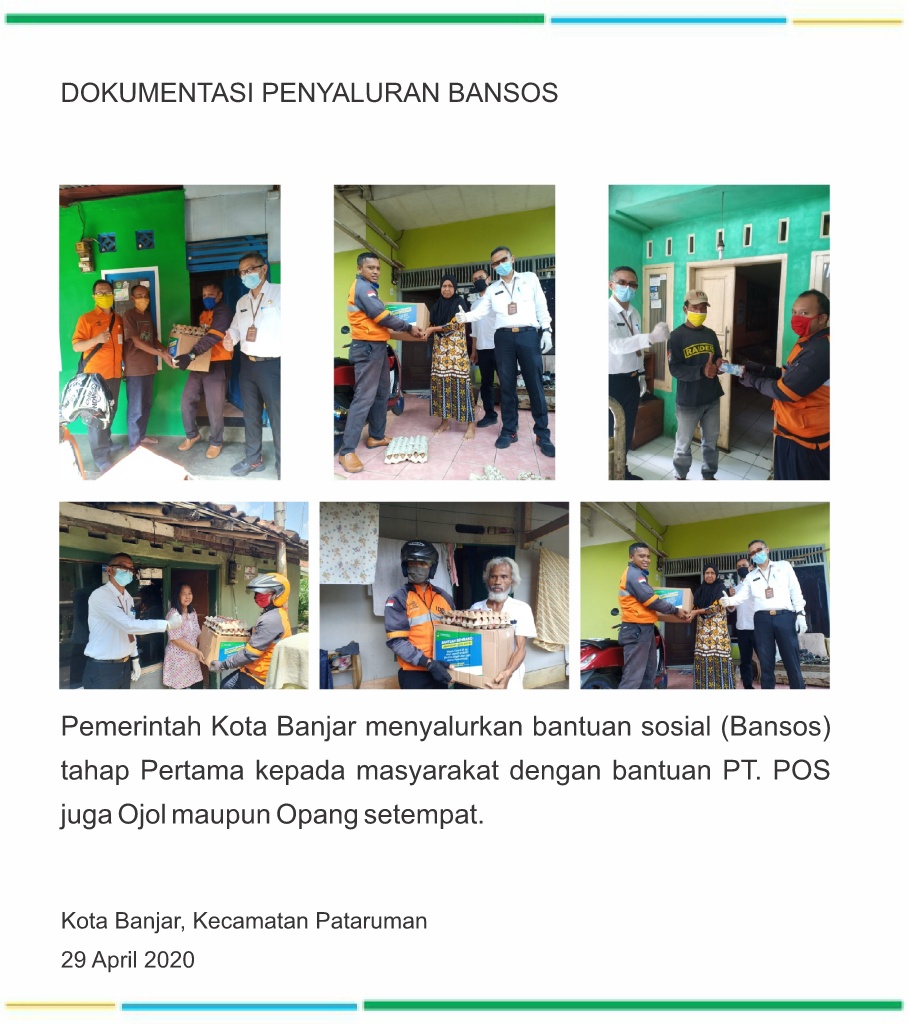 DOKUMENTASI PENYALURAN BANSOS
RAIDER
Pemerintah Kota Banjar menyalurkan bantuan sosial (Bansos)
tahap Pertama kepada masyarakat dengan bantuan PT. POS
juga Ojol maupun Opang setempat.
Kota Banjar, Kecamatan Pataruman
29 April 2020